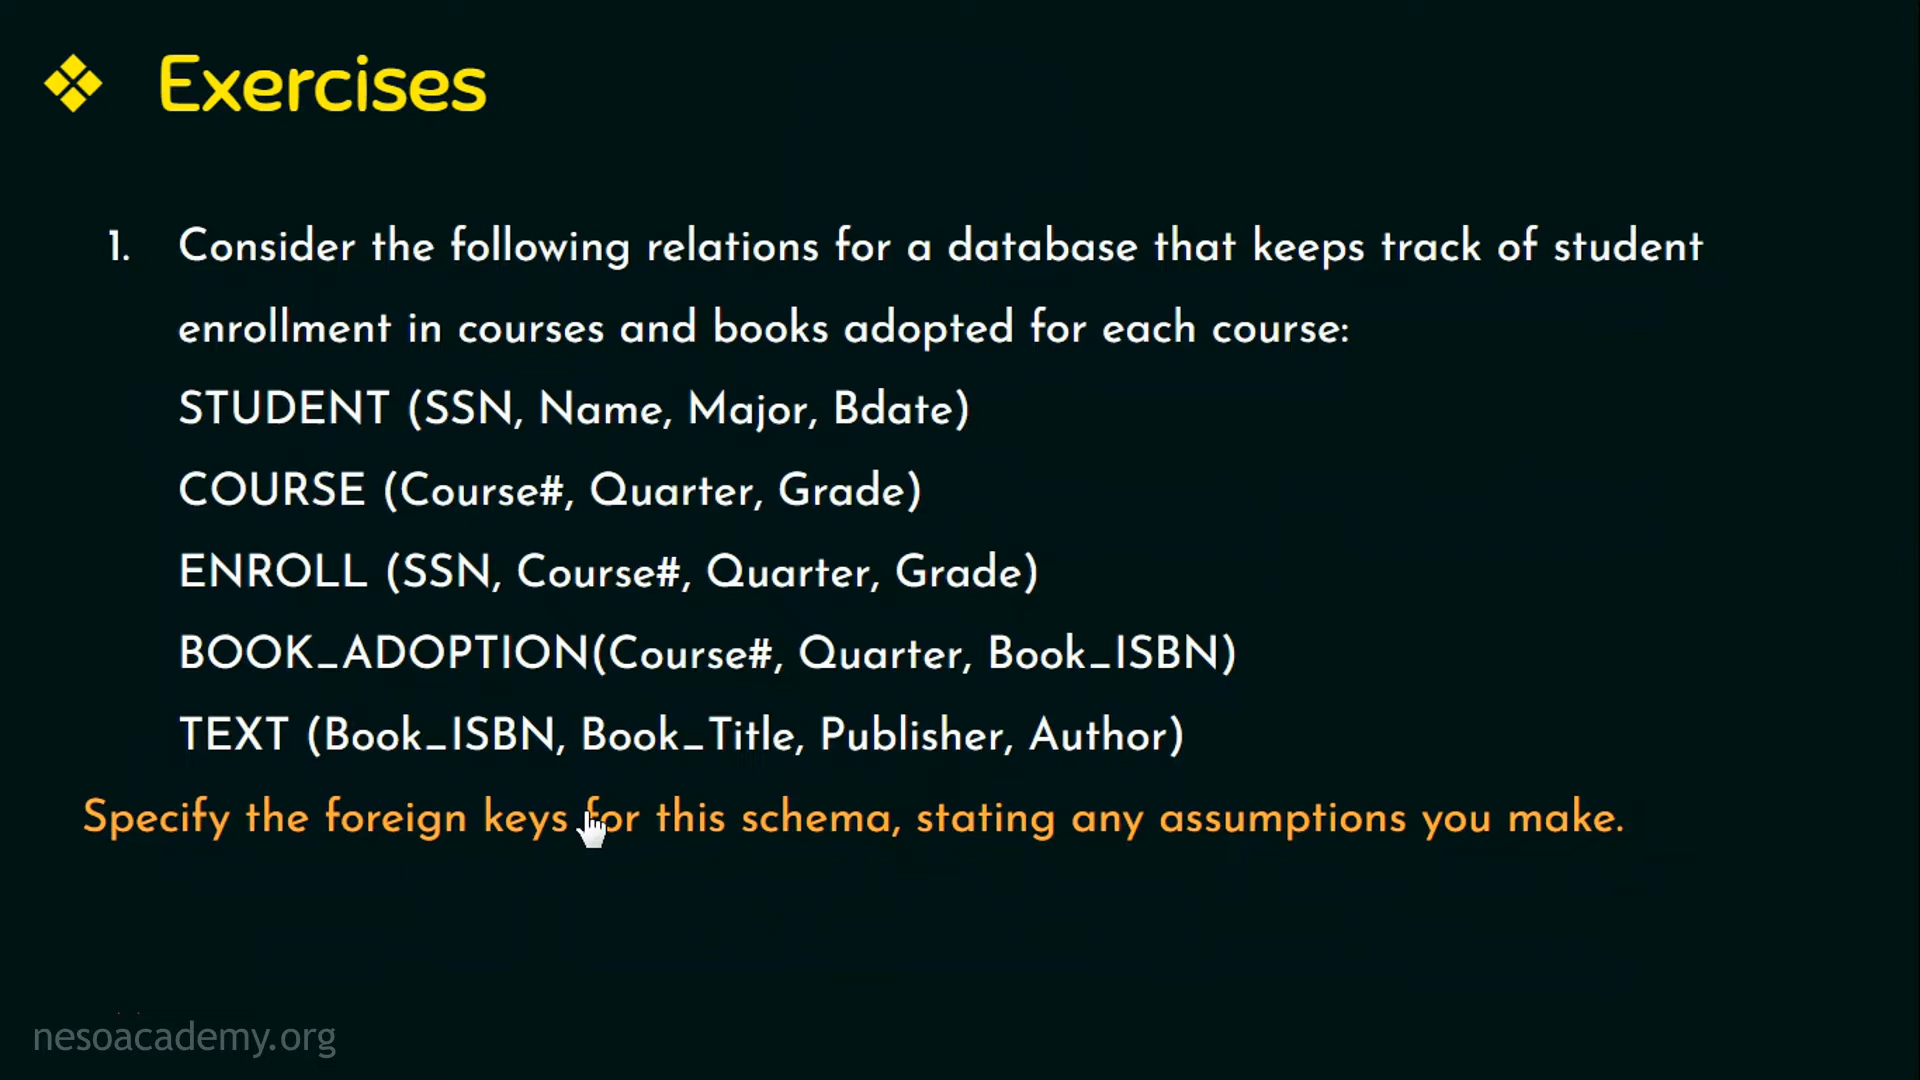 Exercises
1. Consider the following relations for a database that keeps track of student
enrollment in courses and books adopted for each course:
STUDENT (SSN, Name, Major, Bdate)
COURSE (Course#, Quarter, Grade)
ENROLL (SSN, Course#, Quarter, Grade)
BOOK_ADOPTION(Course#, Quarter, Book_ISBN)
TEXT (Book_ISBN, Book_Title, Publisher, Author)
Specify the foreign keys for this schema, stating any assumptions you make.
nesoacademy.org